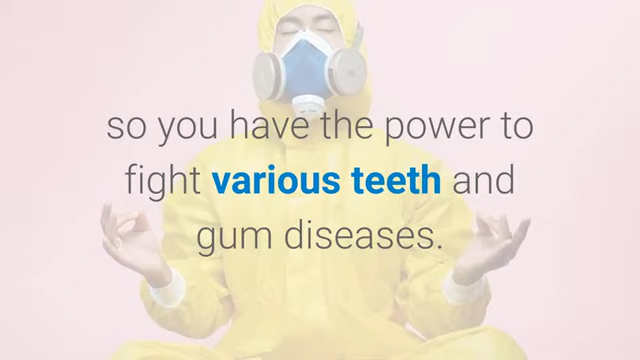 so you have the power to
fight various teeth and
gum diseases.